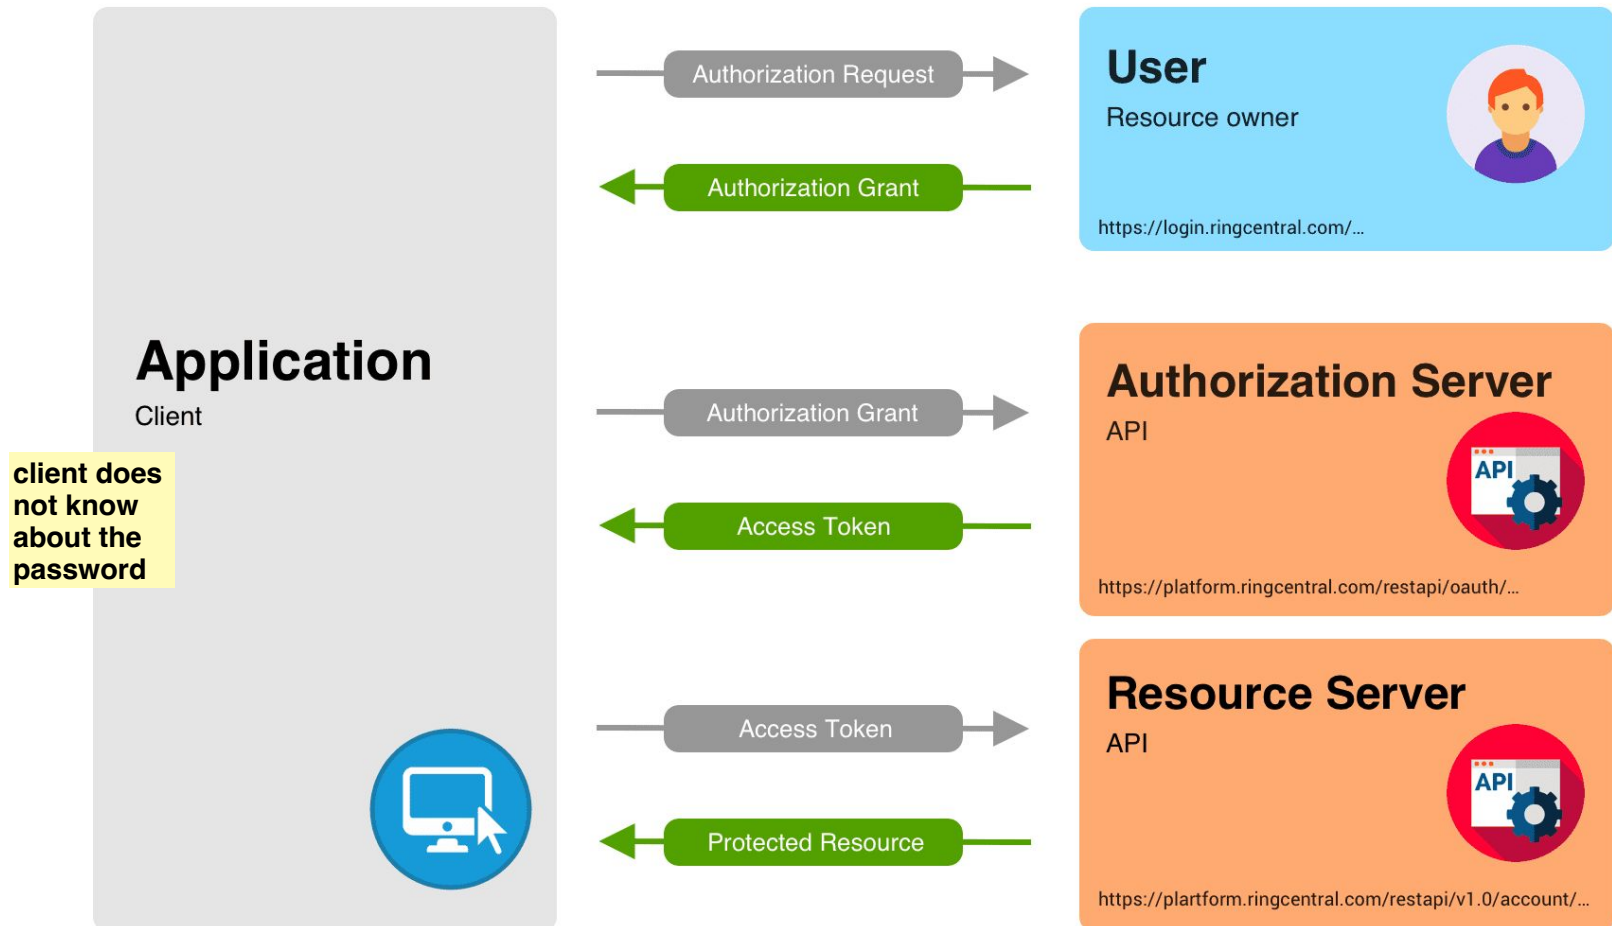 Application
Client
client does
not know
about the
password
Authorization Request
Authorization Grant
User
Resource owner
https://login.ringcentral.com/...
Authorization Grant
Access Token
Authorization Server
API
API
https://platform.ringcentral.com/restapi/oauth/...
Access Token
Protected Resource
Resource Server
API
API
https://plartform.ringcentral.com/restapi/v1.0/account/...